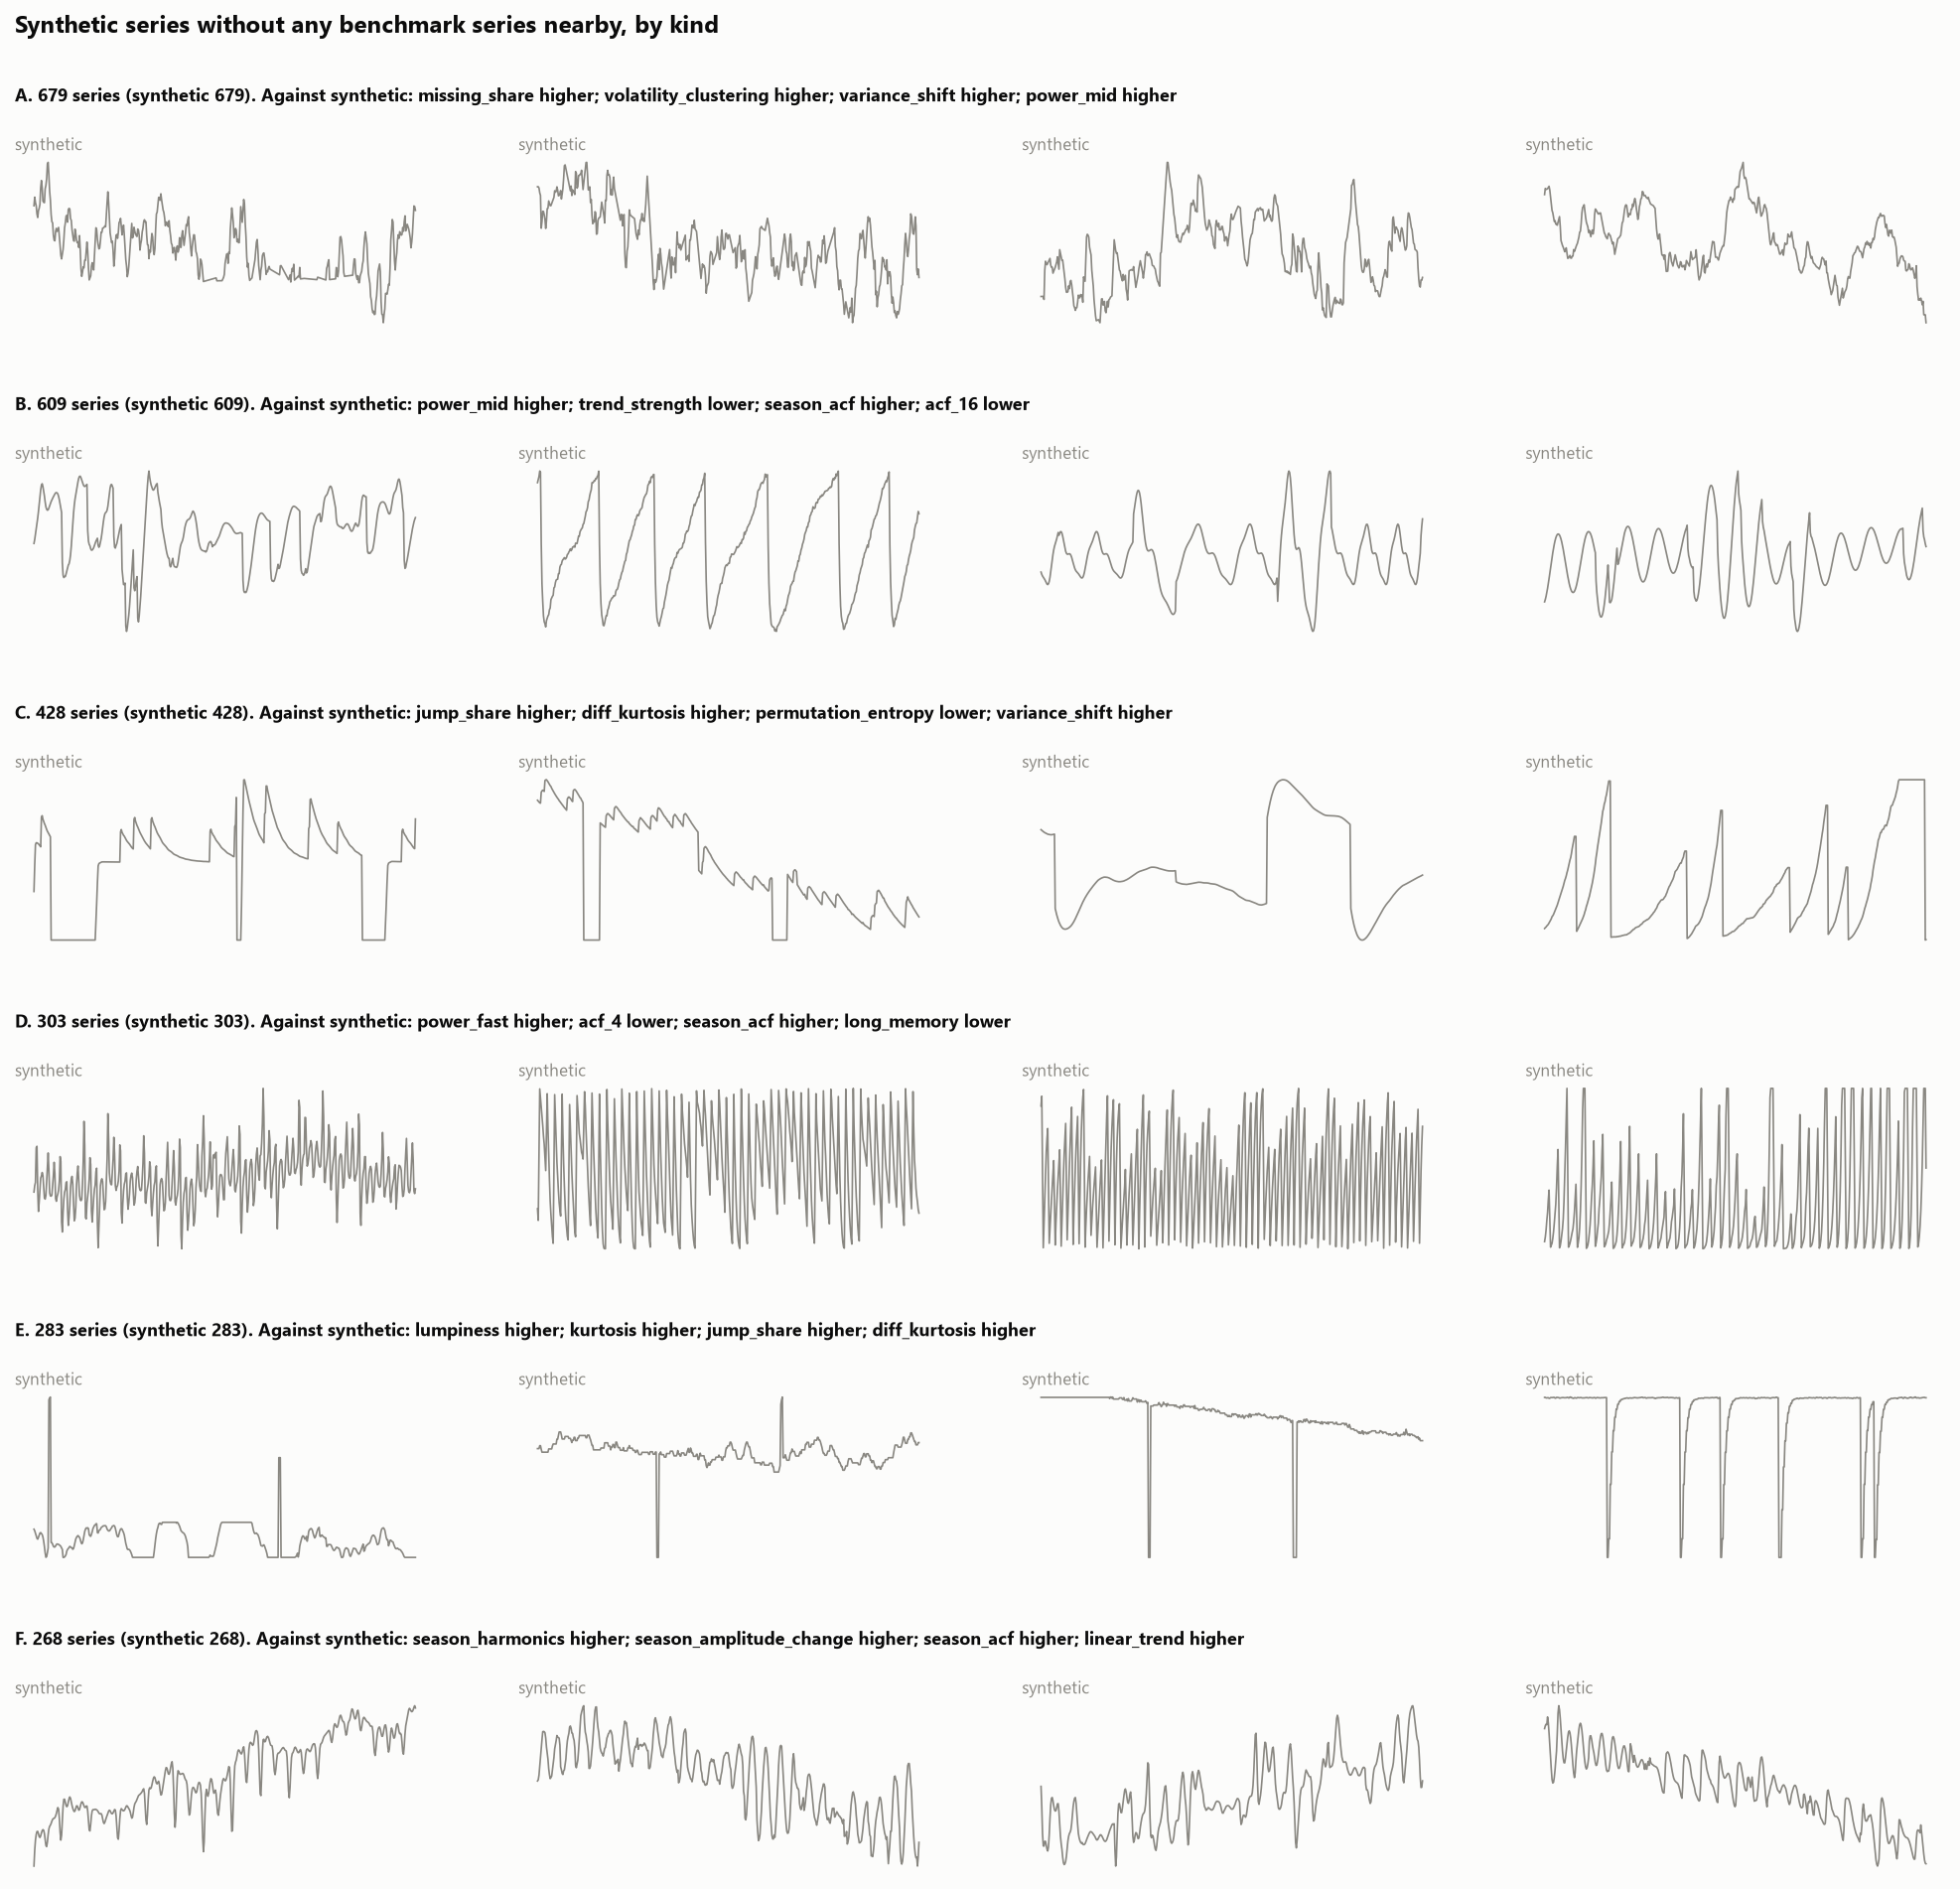 Synthetic series without any benchmark series nearby, by kind
A. 679 series (synthetic 679). Against synthetic: missing_share higher; volatility_clustering higher; variance_shift higher; power_mid higher
synthetic synthetic synthetic synthetic
B. 609 series (synthetic 609). Against synthetic: power_mid higher; trend_strength lower; season_acf higher; acf_16 lower
synthetic synthetic synthetic synthetic
C. 428 series (synthetic 428). Against synthetic: jump_share higher; diff_kurtosis higher; permutation_entropy lower; variance_shift higher
synthetic synthetic synthetic synthetic
D. 303 series (synthetic 303). Against synthetic: power_fast higher; acf_4 lower; season_acf higher; long_memory lower
synthetic synthetic synthetic synthetic
E. 283 series (synthetic 283). Against synthetic: lumpiness higher; kurtosis higher; jump_share higher; diff_kurtosis higher
synthetic synthetic synthetic synthetic
F. 268 series (synthetic 268). Against synthetic: season_harmonics higher; season_amplitude_change higher; season_acf higher; linear_trend higher
synthetic synthetic synthetic synthetic